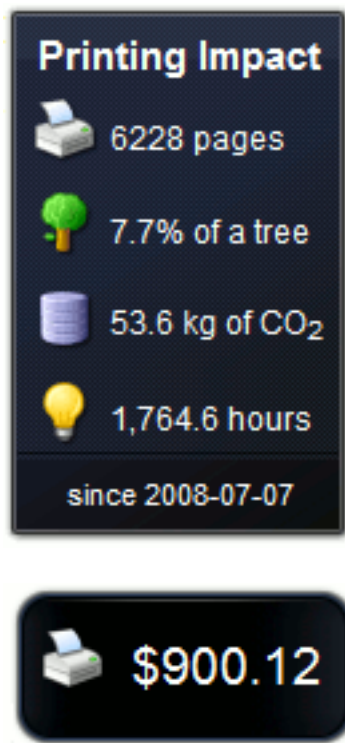 Printing Impact
6228 pages
7.7% of a tree
53.6 kg of CO₂
1,764.6 hours
since 2008-07-07
$900.12